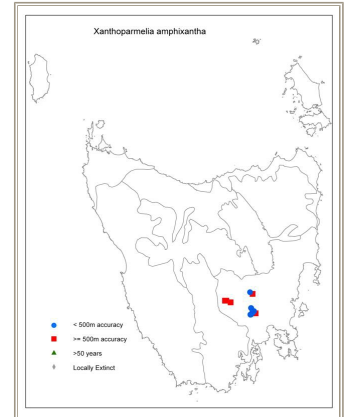 Xanthoparmelia amphixantha
< 500m accuracy
>= 500m accuracy
>50 years
Locally Extinct